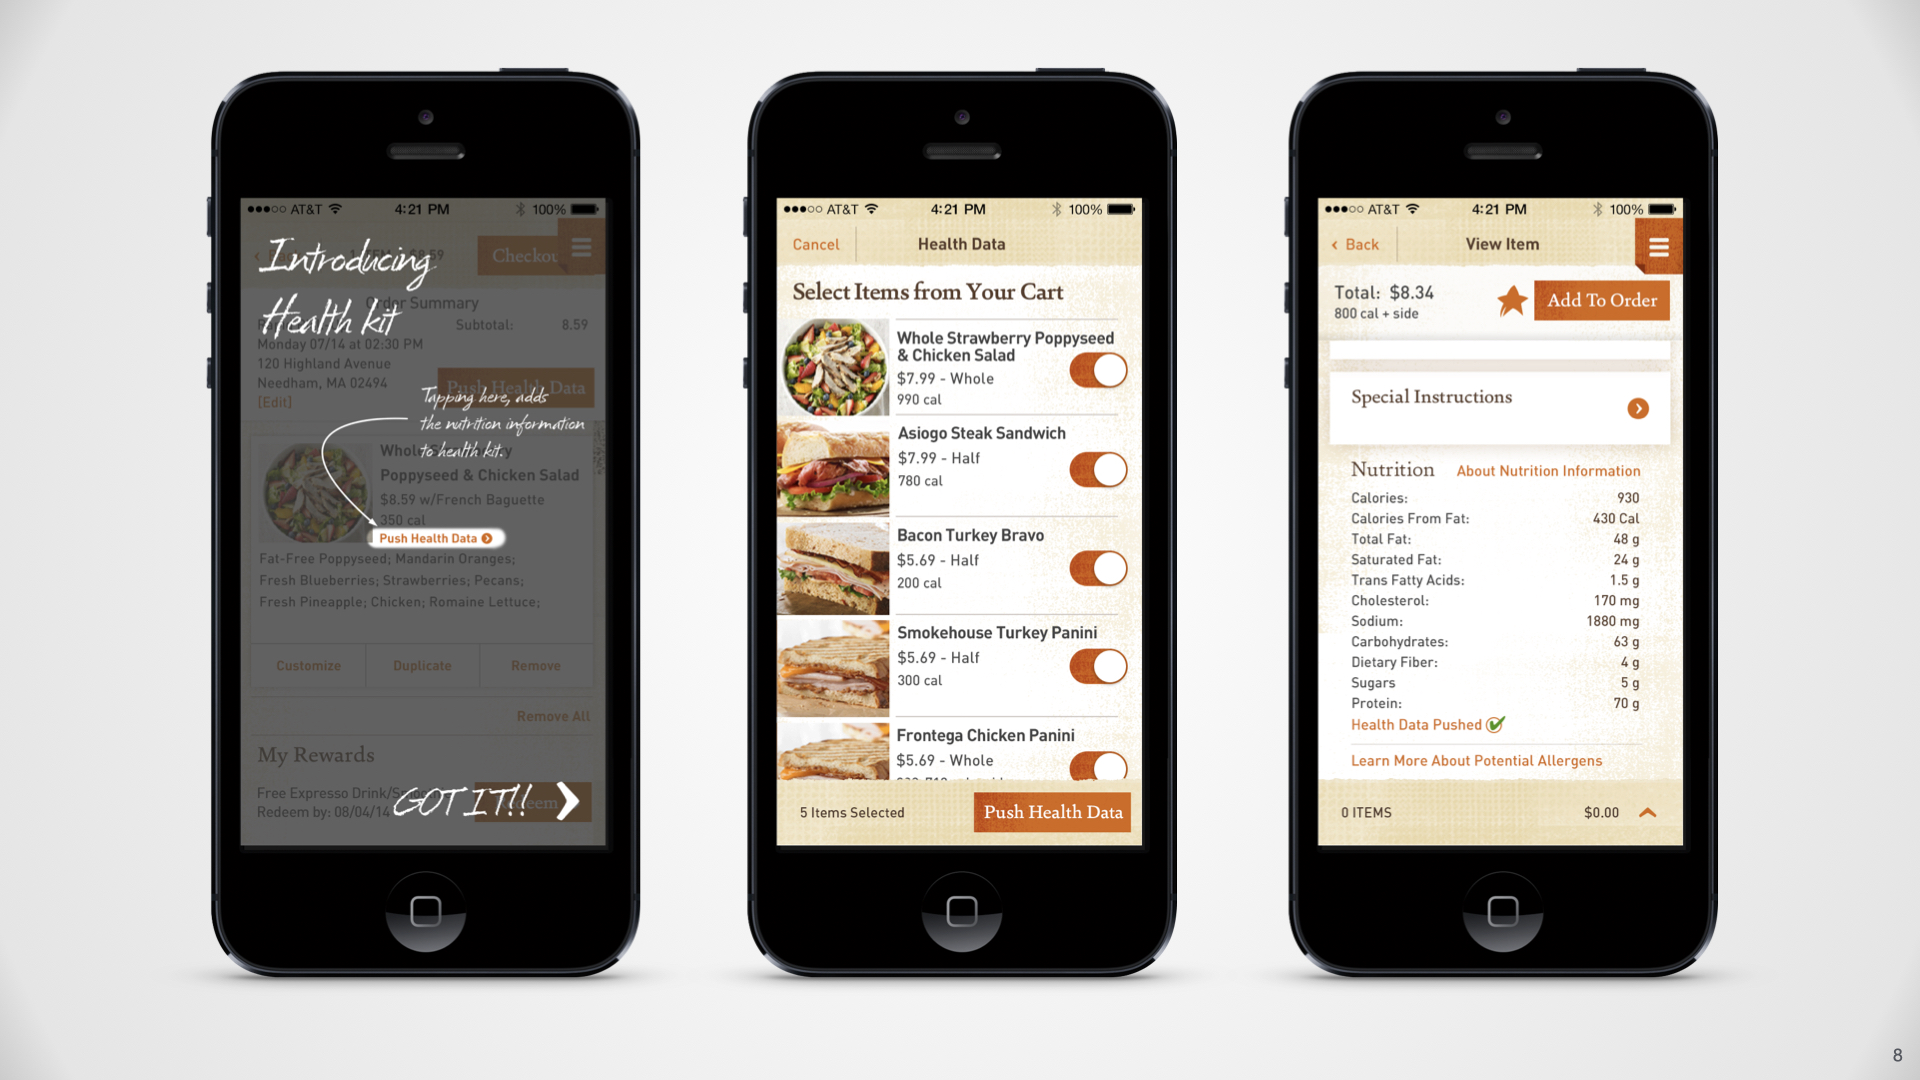 AT&T 4:21 PM 100%
Introducing
Health kit
8.59
Checkou
Order Summary
Subtotal: 8.59
Monday 07/14 at 02:30 PM
120 Highland Avenue
Needham, MA 02494
[Edit]
Push Health Data
Tapping here, adds
the nutrition information
to health kit.
Poppyseed & Chicken Salad
$8.59 w/French Baguette
350 cal
Push Health Data
Fat-Free Poppyseed; Mandarin Oranges;
Fresh Blueberries; Strawberries; Pecans;
Fresh Pineapple; Chicken; Romaine Lettuce;
Customize Duplicate Remove
Remove All
My Rewards
Free Expresso Drink/
Redeem by: 08/04/14
GOT IT!!
AT&T 4:21 PM 100%
Cancel Health Data
Select Items from Your Cart
Whole Strawberry Poppyseed
& Chicken Salad
$7.99 - Whole
990 cal
Asiogo Steak Sandwich
$7.99 - Half
780 cal
Bacon Turkey Bravo
$5.69 - Half
200 cal
Smokehouse Turkey Panini
$5.69 - Half
300 cal
Frontega Chicken Panini
$5.69 - Whole
5 Items Selected Push Health Data
AT&T 4:21 PM 100%
‹ Back View Item
Total: $8.34
800 cal + side
Add To Order
Special Instructions
Nutrition About Nutrition Information
Calories: 930
Calories From Fat: 430 Cal
Total Fat: 48 g
Saturated Fat: 24 g
Trans Fatty Acids: 1.5 g
Cholesterol: 170 mg
Sodium: 1880 mg
Carbohydrates: 63 g
Dietary Fiber: 4 g
Sugars 5 g
Protein: 70 g
Health Data Pushed
Learn More About Potential Allergens
0 ITEMS $0.00
8